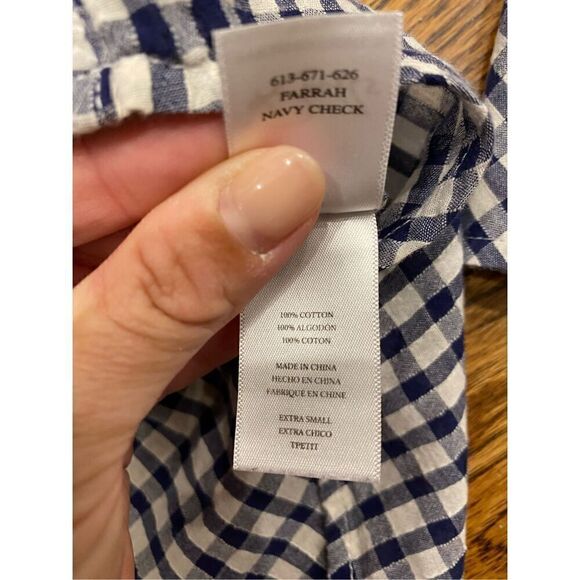 613-671-626
FARRAH
NAVY CHECK
100% COTTON
100% ALGODÓN
100% COTON
MADE IN CHINA
HECHO EN CHINA
FABRIQUE EN CHINE
EXTRA SMALL
EXTRA CHICO
TPETIT